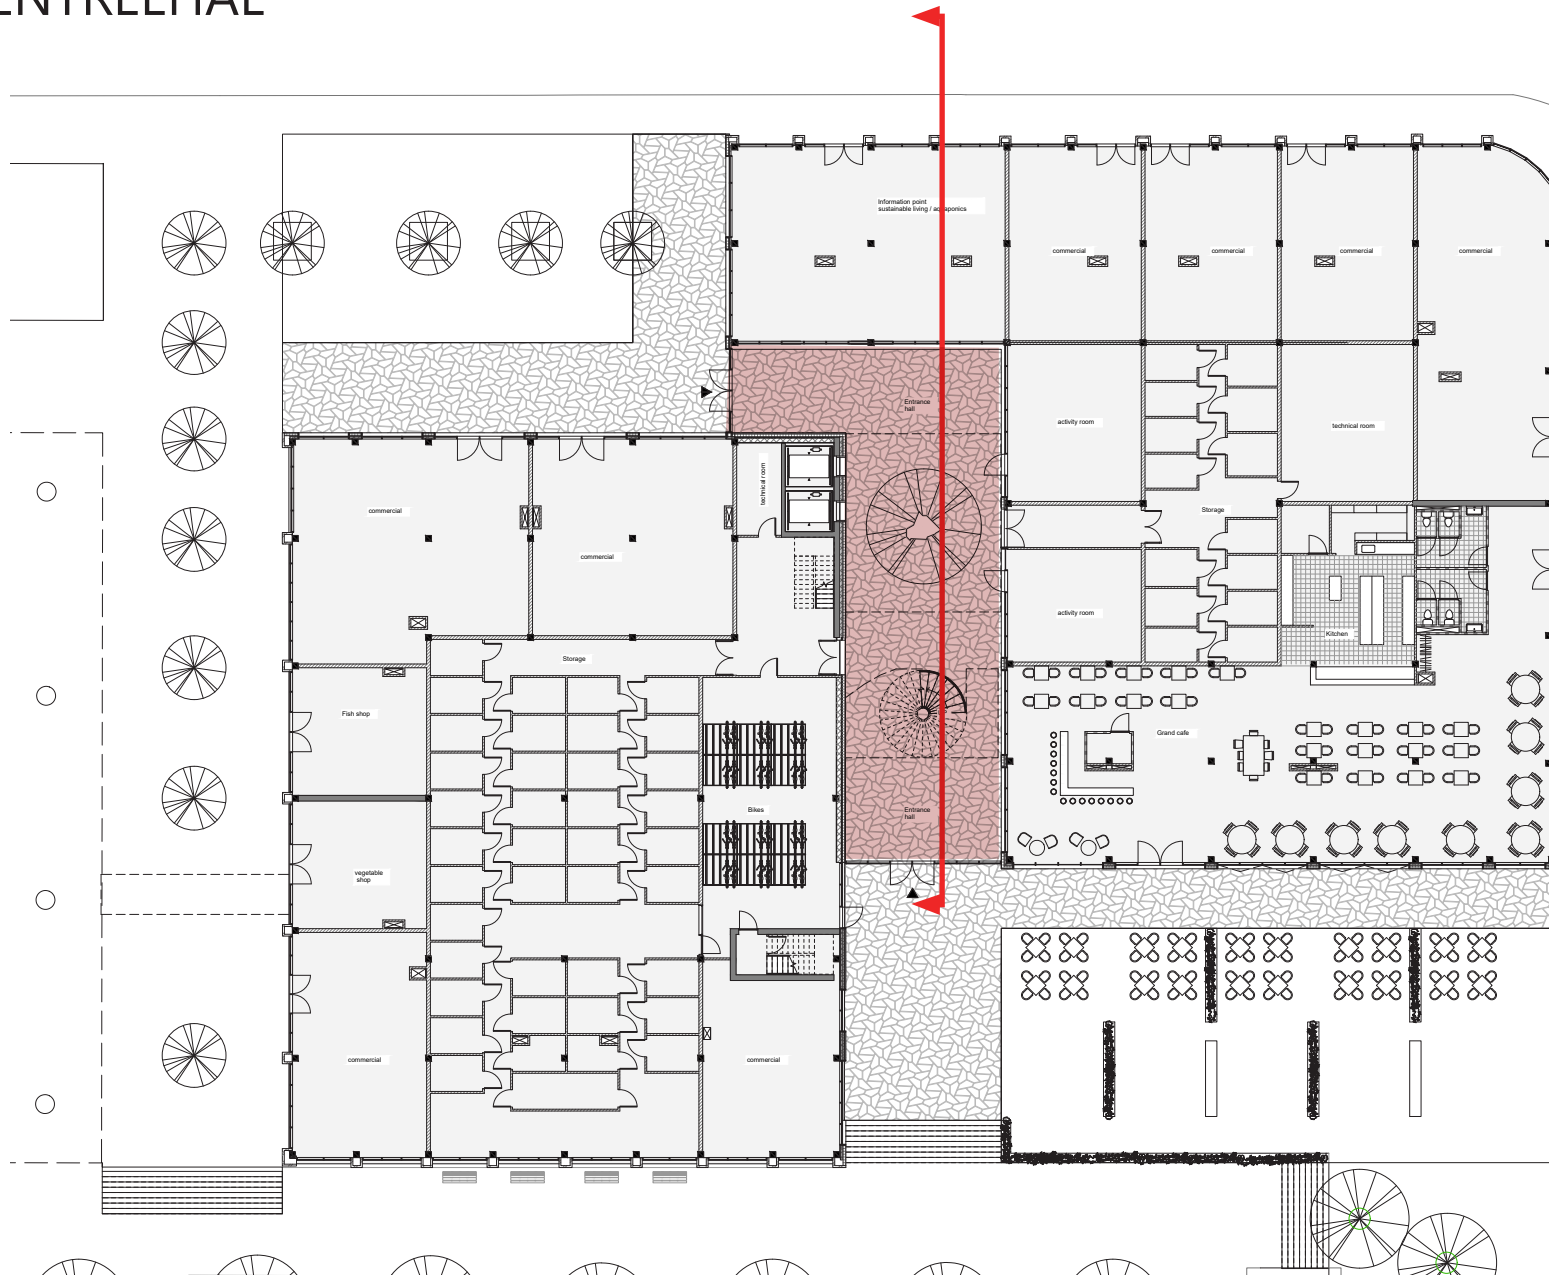 ENTREEHAL
Information point
sustainable living / aquaponics
commercial
commercial
commercial
commercial
Entrance
hall
activity room
technical room
technical room
commercial
Storage
commercial
activity room
Kitchen
Storage
Fish shop
Grand cafe
Bikes
Entrance
hall
vegetable
shop
commercial
commercial